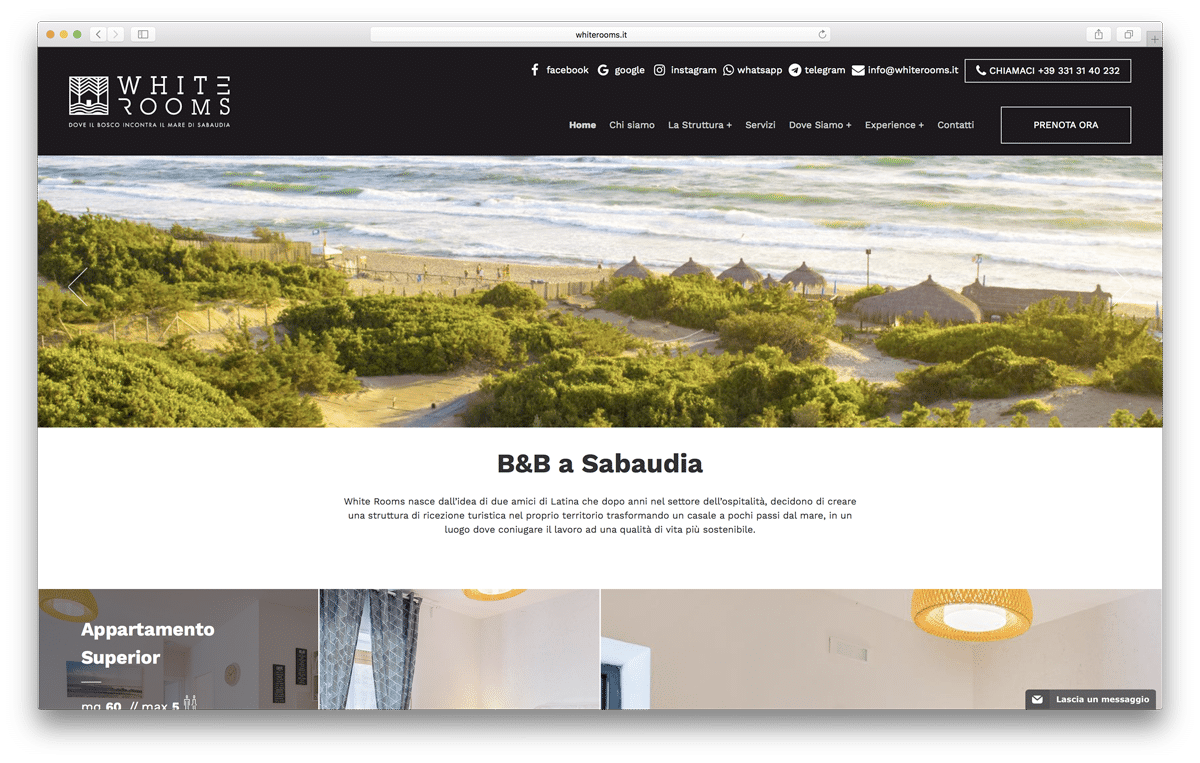 whiterooms.it
WHITE
ROOMS
DOVE IL BOSCO INCONTRA IL MARE DI SABAUDIA
facebook google instagram whatsapp telegram info@whiterooms.it CHIAMACI +39 331 31 40 232
Home Chi siamo La Struttura + Servizi Dove Siamo + Experience + Contatti PRENOTA ORA
B&B a Sabaudia
White Rooms nasce dall'idea di due amici di Latina che dopo anni nel settore dell'ospitalità, decidono di creare
una struttura di ricezione turistica nel proprio territorio trasformando un casale a pochi passi dal mare, in un
luogo dove coniugare il lavoro ad una qualità di vita più sostenibile.
Appartamento
Superior
mq 60 // max 5
Lascia un messaggio